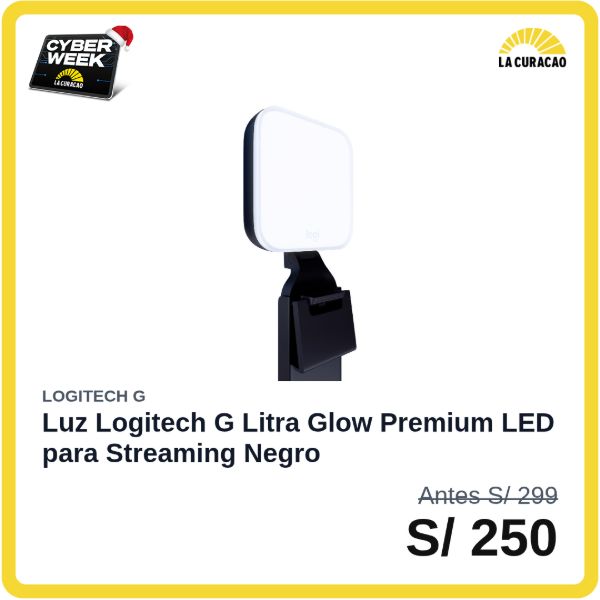 CYBER
WEEK
LA CURACAO
LA CURACAO
logi
LOGITECH G
Luz Logitech G Litra Glow Premium LED
para Streaming Negro
Antes S/ 299
S/ 250